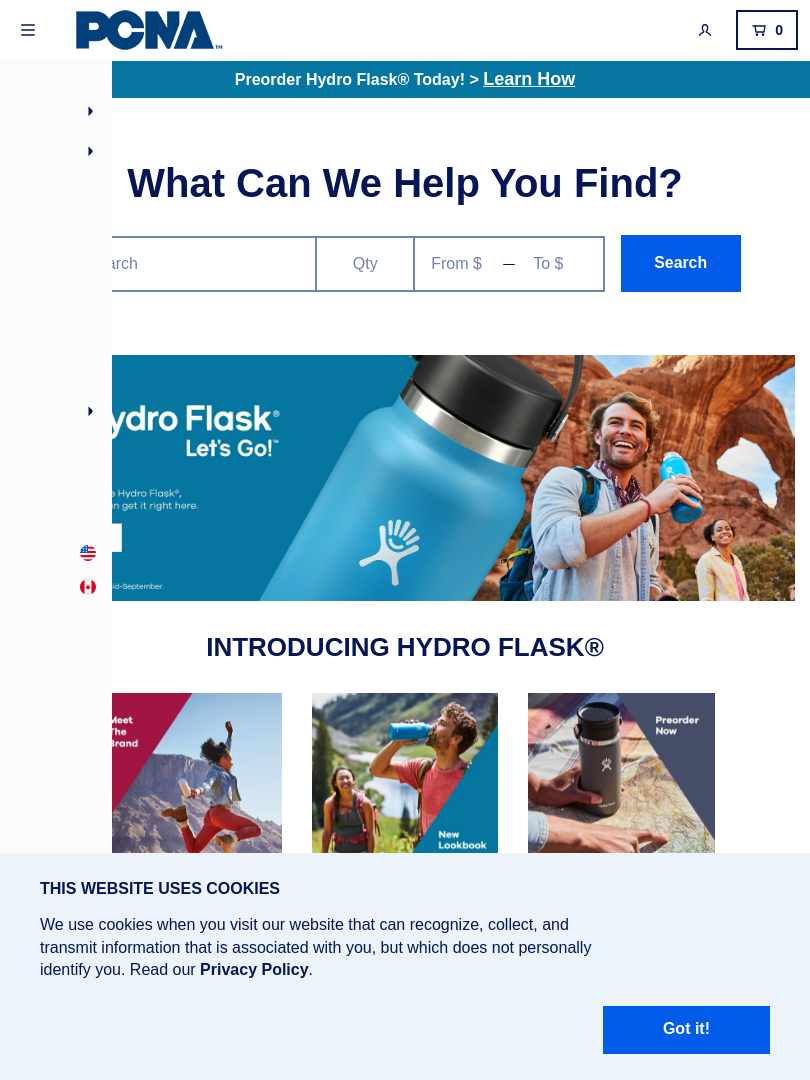 PCNA™
0
Preorder Hydro Flask® Today! > Learn How
What Can We Help You Find?
arch
Qty
From $ — To $
Search
ydro Flask®
Let's Go!™
e Hydro Flask®,
n get it right here.
id-September.
INTRODUCING HYDRO FLASK®
Meet
The
Brand
New
Lookbook
Preorder
Now
THIS WEBSITE USES COOKIES
We use cookies when you visit our website that can recognize, collect, and
transmit information that is associated with you, but which does not personally
identify you. Read our Privacy Policy.
Got it!